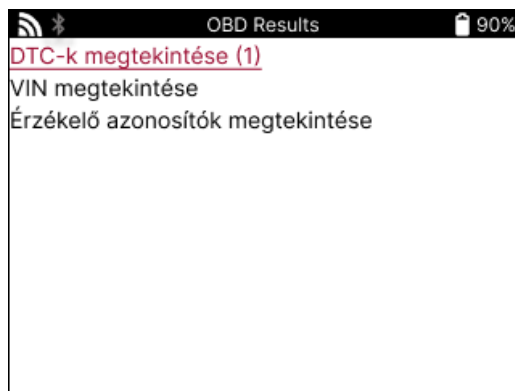 OBD Results 90%
DTC-k megtekintése (1)
VIN megtekintése
Érzékelő azonosítók megtekintése